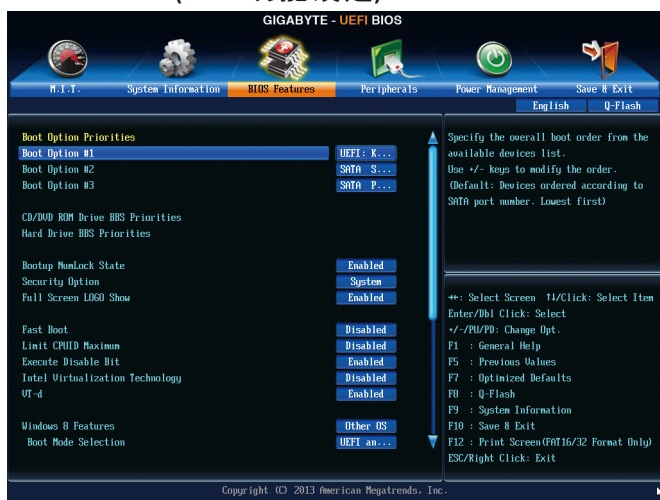 GIGABYTE - UEFI BIOS
M.I.T. System Information BIOS Features Peripherals Power Management Save & Exit
English Q-Flash
Boot Option Priorities
Boot Option #1 UEFI: K...
Boot Option #2 SATA S...
Boot Option #3 SATA P...
CD/DVD ROM Drive BBS Priorities
Hard Drive BBS Priorities
Bootup NumLock State Enabled
Security Option System
Full Screen LOGO Show Enabled
Fast Boot Disabled
Limit CPUID Maximum Disabled
Execute Disable Bit Enabled
Intel Virtualization Technology Disabled
VT-d Enabled
Windows 8 Features Other OS
Boot Mode Selection UEFI an...
Specify the overall boot order from the
available devices list.
Use +/- keys to modify the order.
(Default: Devices ordered according to
SATA port number. Lowest first)
↔: Select Screen ↑↓/Click: Select Item
Enter/Dbl Click: Select
+/-/PU/PD: Change Opt.
F1 : General Help
F5 : Previous Values
F7 : Optimized Defaults
F8 : Q-Flash
F9 : System Information
F10 : Save & Exit
F12 : Print Screen(FAT16/32 Format Only)
ESC/Right Click: Exit
Copyright (C) 2013 American Megatrends, Inc.